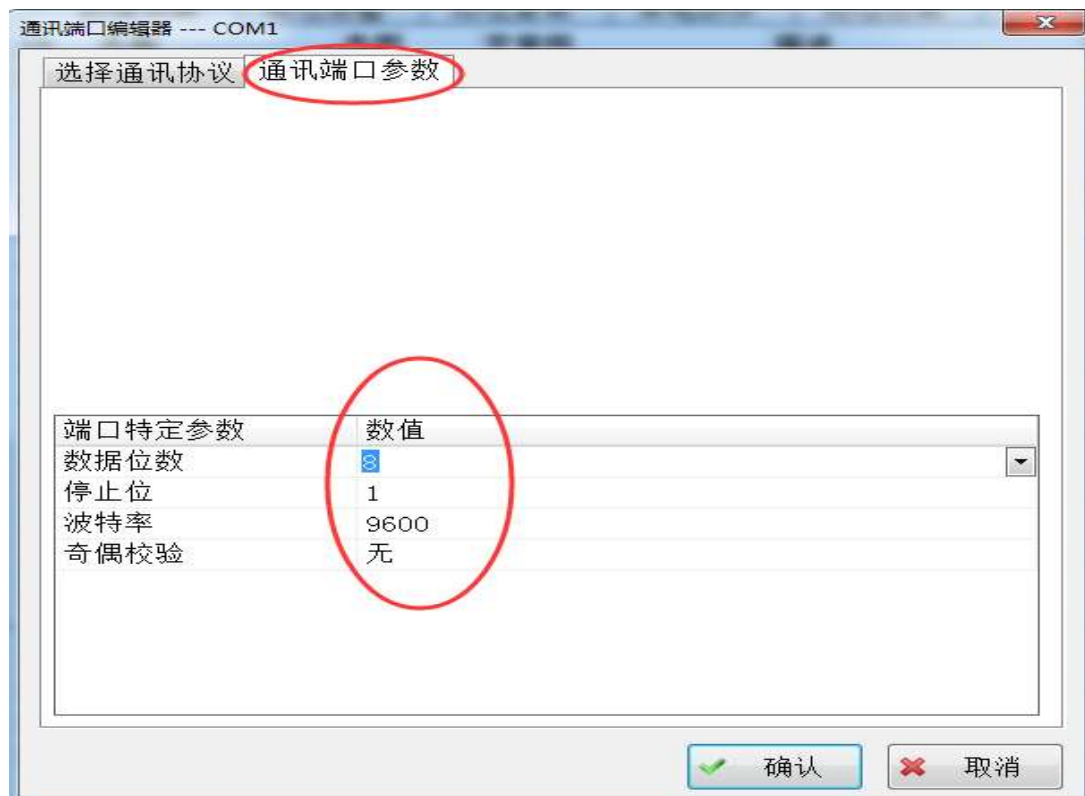 通讯端口编辑器 --- COM1
选择通讯协议 通讯端口参数
端口特定参数 数值
数据位数 8
停止位 1
波特率 9600
奇偶校验 无
确认 取消